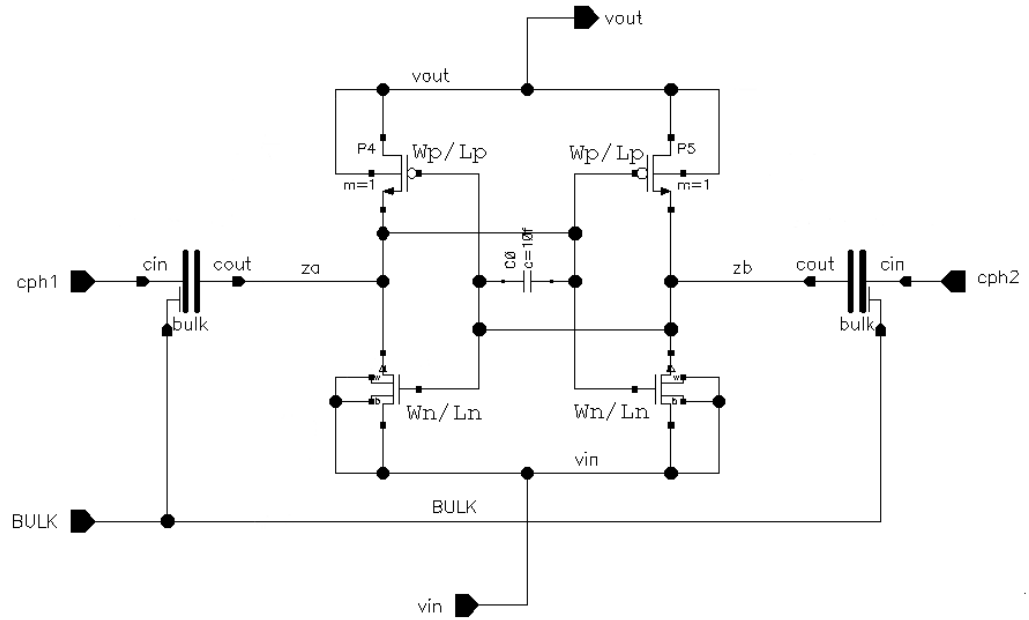 vout
vout
P4 Wp/Lp Wp/Lp P5
m=1 m=1
C0 c=10f
cph1 cin cout za zb cout cin cph2
bulk bulk
w w
b b
Wn/Ln Wn/Ln
vin
BULK BULK
vin